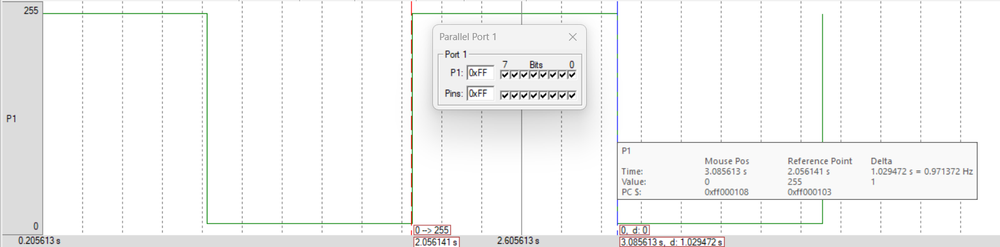 255
P1
0
0.205613 s
Parallel Port 1
Port 1
7 Bits 0
P1: 0xFF
Pins: 0xFF
2.605613 s
0 --> 255
2.056141 s
0, d: 0
3.085613 s, d: 1.029472 s
P1
Mouse Pos Reference Point Delta
Time: 3.085613 s 2.056141 s 1.029472 s = 0.971372 Hz
Value: 0 255 1
PC $: 0xff000108 0xff000103